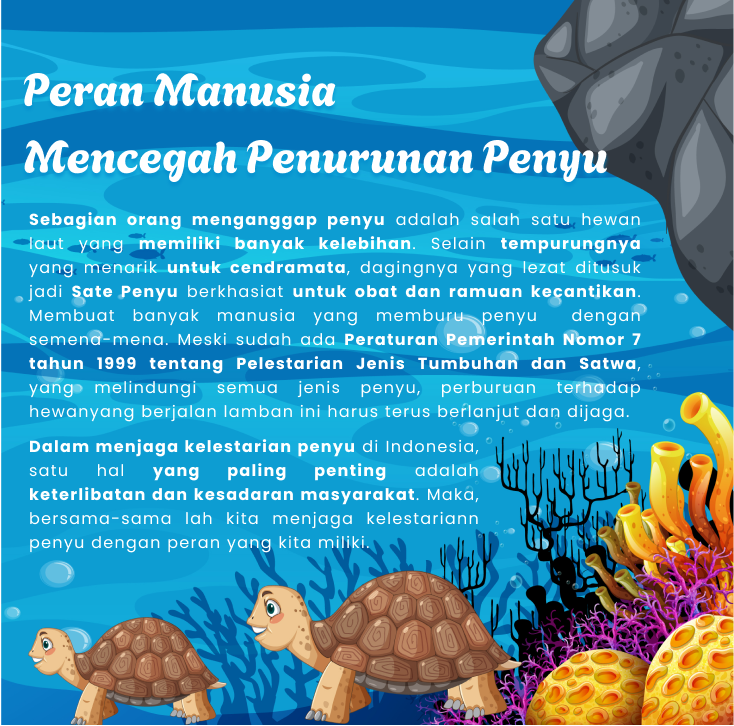 Peran Manusia
Mencegah Penurunan Penyu
Sebagian orang menganggap penyu adalah salah satu hewan
laut yang memiliki banyak kelebihan. Selain tempurungnya
yang menarik untuk cendramata, dagingnya yang lezat ditusuk
jadi Sate Penyu berkhasiat untuk obat dan ramuan kecantikan.
Membuat banyak manusia yang memburu penyu dengan
semena-mena. Meski sudah ada Peraturan Pemerintah Nomor 7
tahun 1999 tentang Pelestarian Jenis Tumbuhan dan Satwa,
yang melindungi semua jenis penyu, perburuan terhadap
hewanyang berjalan lamban ini harus terus berlanjut dan dijaga.
Dalam menjaga kelestarian penyu di Indonesia,
satu hal yang paling penting adalah
keterlibatan dan kesadaran masyarakat. Maka,
bersama-sama lah kita menjaga kelestariann
penyu dengan peran yang kita miliki.